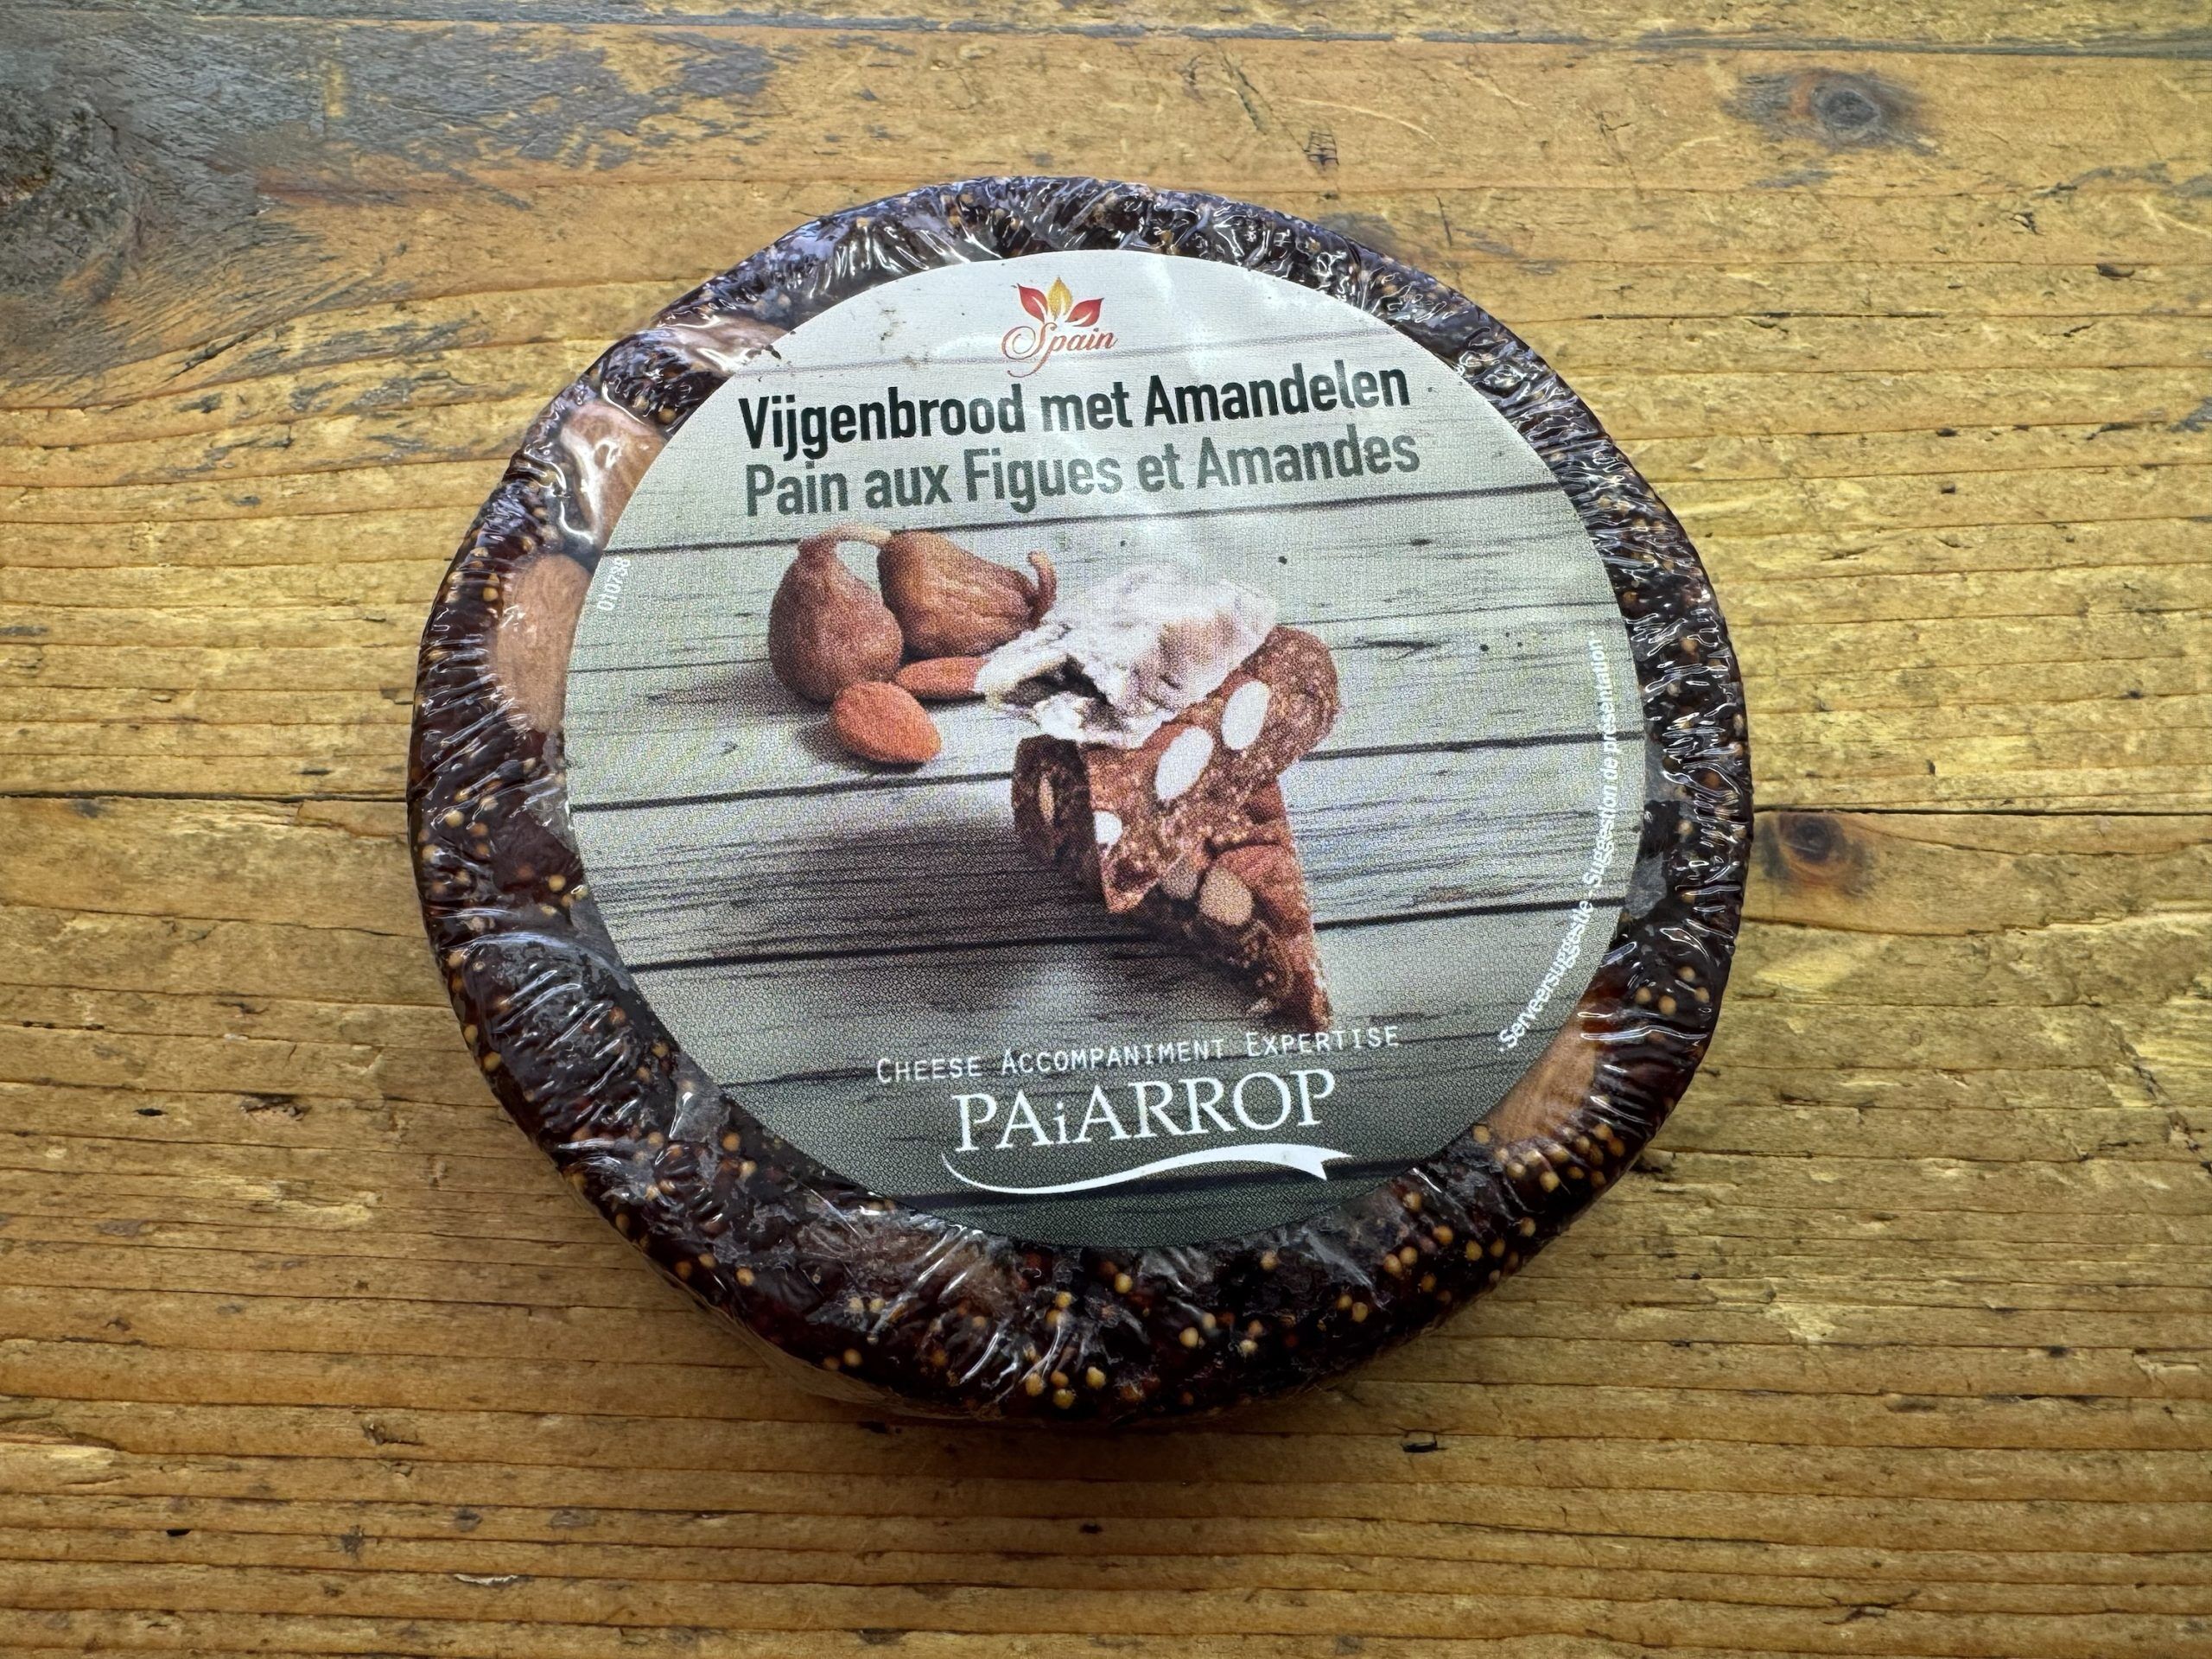 Spain
Vijgenbrood met Amandelen
Pain aux Figues et Amandes
010738
·Serveersuggestie - Suggestion de présentation·
CHEESE ACCOMPANIMENT EXPERTISE
PAiARROP